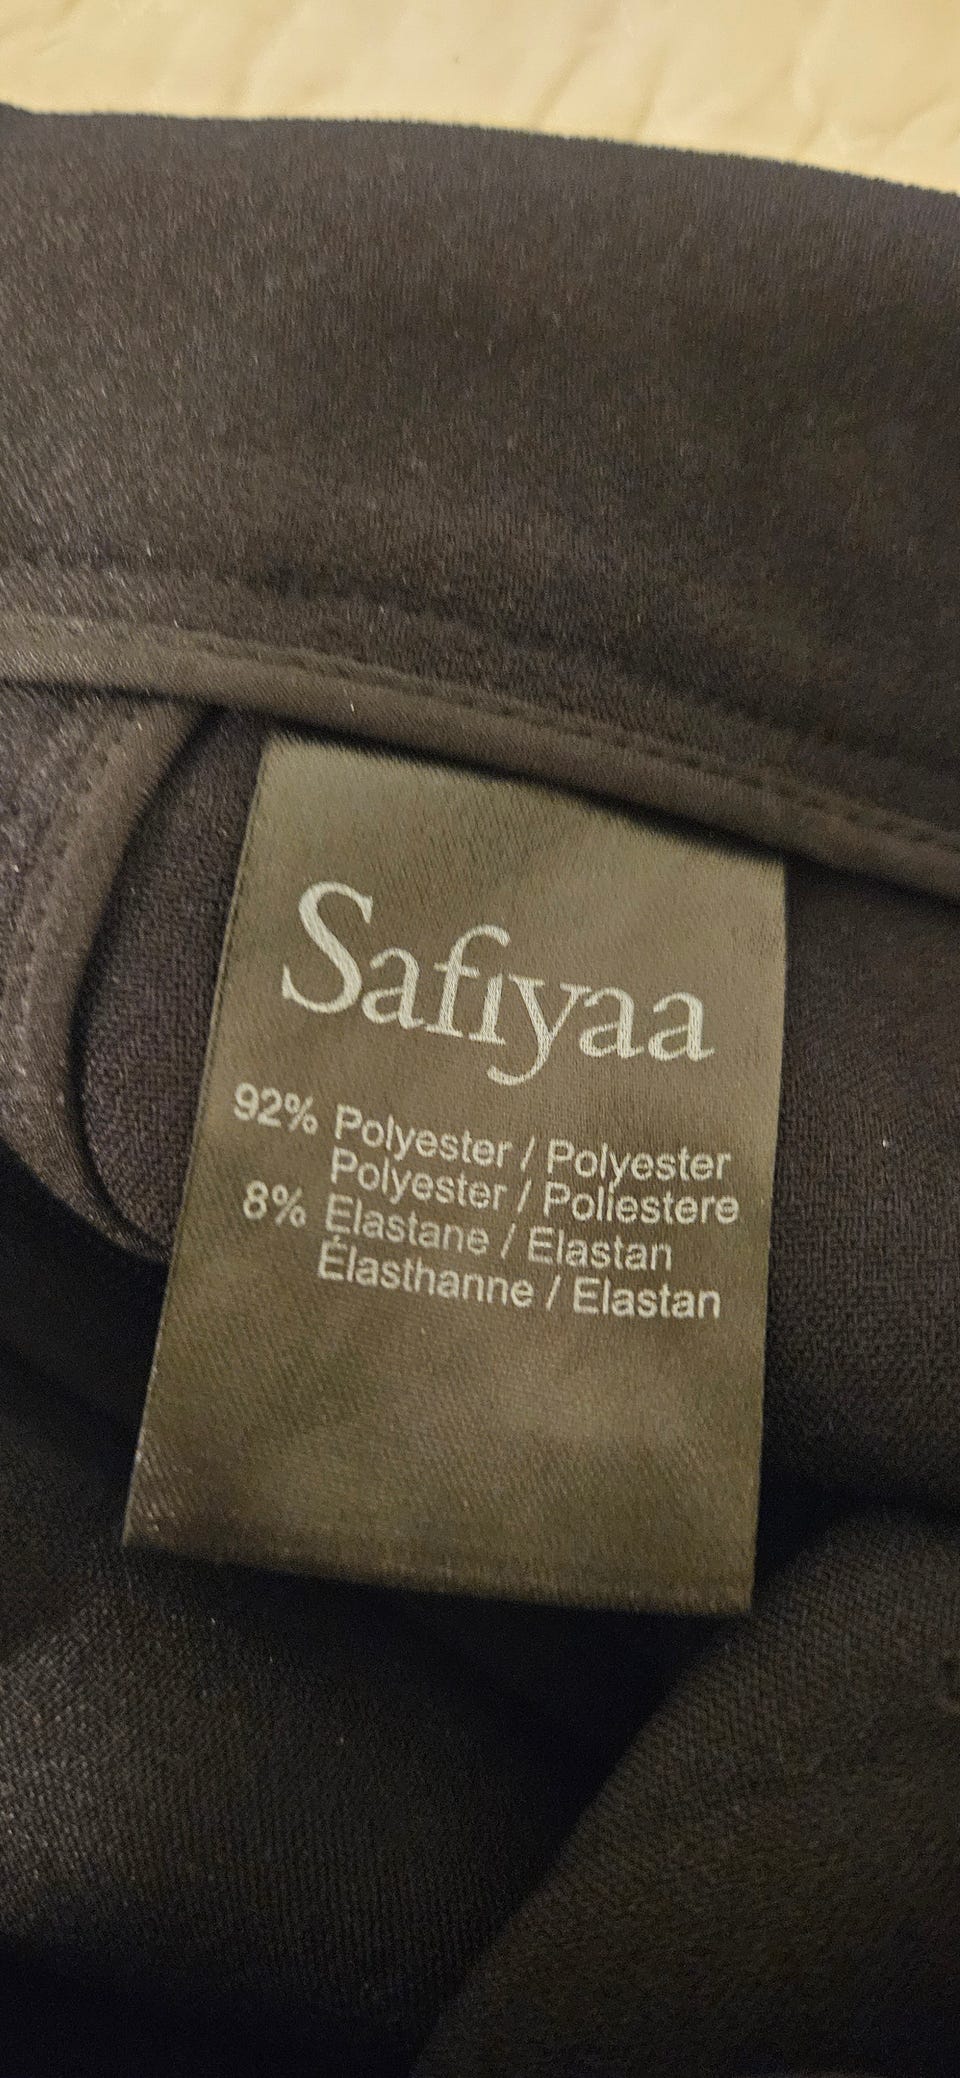 Safiyaa
92% Polyester / Polyester
Polyester / Poliestere
8% Elastane / Elastan
Élasthanne / Elastan